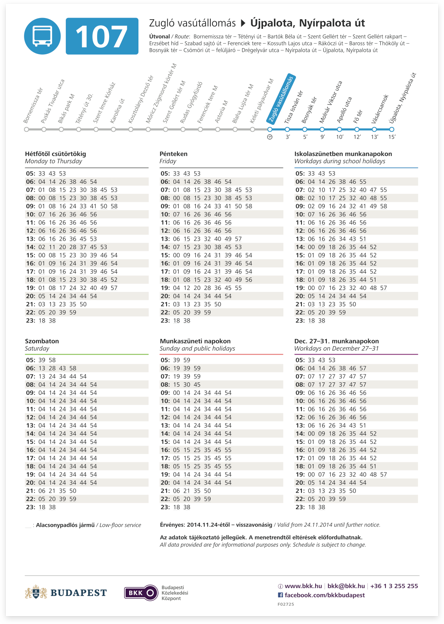 107
Zugló vasútállomás ▶ Újpalota, Nyírpalota út
Útvonal / Route: Bornemissza tér – Tétényi út – Bartók Béla út – Szent Gellért tér – Szent Gellért rakpart –
Erzsébet híd – Szabad sajtó út – Ferenciek tere – Kossuth Lajos utca – Rákóczi út – Baross tér – Thököly út –
Bosnyák tér – Csömöri út – felüljáró – Drégelyvár utca – Nyírpalota út – Újpalota, Nyírpalota út
Bornemissza tér
Puskás Tivadar utca
Bikás park M
Tétényi út 30.
Szent Imre Kórház
Karolina út
Kosztolányi Dezső tér
Móricz Zsigmond körtér M
Szent Gellért tér M
Rudas Gyógyfürdő
Ferenciek tere M
Astoria M
Blaha Lujza tér M
Keleti pályaudvar M
Zugló vasútállomás
Tisza István tér
Bosnyák tér
Molnár Viktor utca
Apolló utca
Fő tér
Vásárcsarnok
Újpalota, Nyírpalota út
3' 5' 8' 9' 12' 13' 15'
Hétfőtől csütörtökig
Monday to Thursday
05: 33 43 53
06: 04 14 26 38 46 54
07: 01 08 15 23 30 38 45 53
08: 00 08 15 23 30 38 45 53
09: 01 08 16 24 33 41 50 58
10: 07 16 26 36 46 56
11: 06 16 26 36 46 56
12: 06 16 26 36 46 56
13: 06 16 26 36 45 53
14: 02 11 20 28 37 45 53
15: 00 08 15 23 30 39 46 54
16: 01 09 16 24 31 39 46 54
17: 01 09 16 24 31 39 46 54
18: 01 08 15 23 30 38 45 52
19: 01 08 17 24 32 40 49 57
20: 05 14 24 34 44 54
21: 03 13 23 35 50
22: 05 20 39 59
23: 18 38
Pénteken
Friday
05: 33 43 53
06: 04 14 26 38 46 54
07: 01 08 15 23 30 38 45 53
08: 00 08 15 23 30 38 45 53
09: 01 08 16 24 33 41 50 58
10: 07 16 26 36 46 56
11: 06 16 26 36 46 56
12: 06 16 26 36 46 56
13: 06 15 23 32 40 49 57
14: 07 15 23 30 38 45 53
15: 00 09 16 24 31 39 46 54
16: 01 09 16 24 31 39 46 54
17: 01 09 16 24 31 39 46 54
18: 01 08 15 23 32 40 49 56
19: 04 12 20 28 36 45 55
20: 04 14 24 34 44 54
21: 03 13 23 35 50
22: 05 20 39 59
23: 18 38
Iskolaszünetben munkanapokon
Workdays during school holidays
05: 33 43 53
06: 04 14 26 38 46 55
07: 02 10 17 25 32 40 47 55
08: 02 10 17 25 32 40 48 55
09: 02 09 16 24 32 41 49 58
10: 07 16 26 36 46 56
11: 06 16 26 36 46 56
12: 06 16 26 36 46 56
13: 06 16 26 34 43 51
14: 00 09 18 26 35 44 52
15: 01 09 18 26 35 44 52
16: 01 09 18 26 35 44 52
17: 01 09 18 26 35 44 52
18: 01 09 18 26 35 44 51
19: 00 07 16 23 32 40 48 57
20: 05 14 24 34 44 54
21: 03 13 23 35 50
22: 05 20 39 59
23: 18 38
Szombaton
Saturday
05: 39 58
06: 13 28 43 58
07: 13 24 34 44 54
08: 04 14 24 34 44 54
09: 04 14 24 34 44 54
10: 04 14 24 34 44 54
11: 04 14 24 34 44 54
12: 04 14 24 34 44 54
13: 04 14 24 34 44 54
14: 04 14 24 34 44 54
15: 04 14 24 34 44 54
16: 04 14 24 34 44 54
17: 04 14 24 34 44 54
18: 04 14 24 34 44 54
19: 04 14 24 34 44 54
20: 04 14 24 34 44 54
21: 06 21 35 50
22: 05 20 39 59
23: 18 38
Munkaszüneti napokon
Sunday and public holidays
05: 39 59
06: 19 39 59
07: 19 39 59
08: 15 30 45
09: 00 14 24 34 44 54
10: 04 14 24 34 44 54
11: 04 14 24 34 44 54
12: 04 14 24 34 44 54
13: 04 14 24 34 44 54
14: 04 14 24 34 44 54
15: 04 14 24 34 44 54
16: 05 15 25 35 45 55
17: 05 15 25 35 45 55
18: 05 15 25 35 45 55
19: 04 14 24 34 44 54
20: 04 14 24 34 44 54
21: 06 21 35 50
22: 05 20 39 59
23: 18 38
Dec. 27–31. munkanapokon
Workdays on December 27–31
05: 33 43 53
06: 04 14 26 38 46 57
07: 07 17 27 37 47 57
08: 07 17 27 37 47 57
09: 06 16 26 36 46 56
10: 06 16 26 36 46 56
11: 06 16 26 36 46 56
12: 06 16 26 36 46 56
13: 06 16 26 34 43 51
14: 00 09 18 26 35 44 52
15: 01 09 18 26 35 44 52
16: 01 09 18 26 35 44 52
17: 01 09 18 26 35 44 52
18: 01 09 18 26 35 44 51
19: 00 07 16 23 32 40 48 57
20: 05 14 24 34 44 54
21: 03 13 23 35 50
22: 05 20 39 59
23: 18 38
Alacsonypadlós jármű / Low-floor service
Érvényes: 2014.11.24-étől – visszavonásig / Valid from 24.11.2014 until further notice.
Az adatok tájékoztató jellegűek. A menetrendtől eltérések előfordulhatnak.
All data provided are for informational purposes only. Schedule is subject to change.
BUDAPEST
BKK
Budapesti
Közlekedési
Központ
www.bkk.hu | bkk@bkk.hu | +36 1 3 255 255
facebook.com/bkkbudapest
F02725